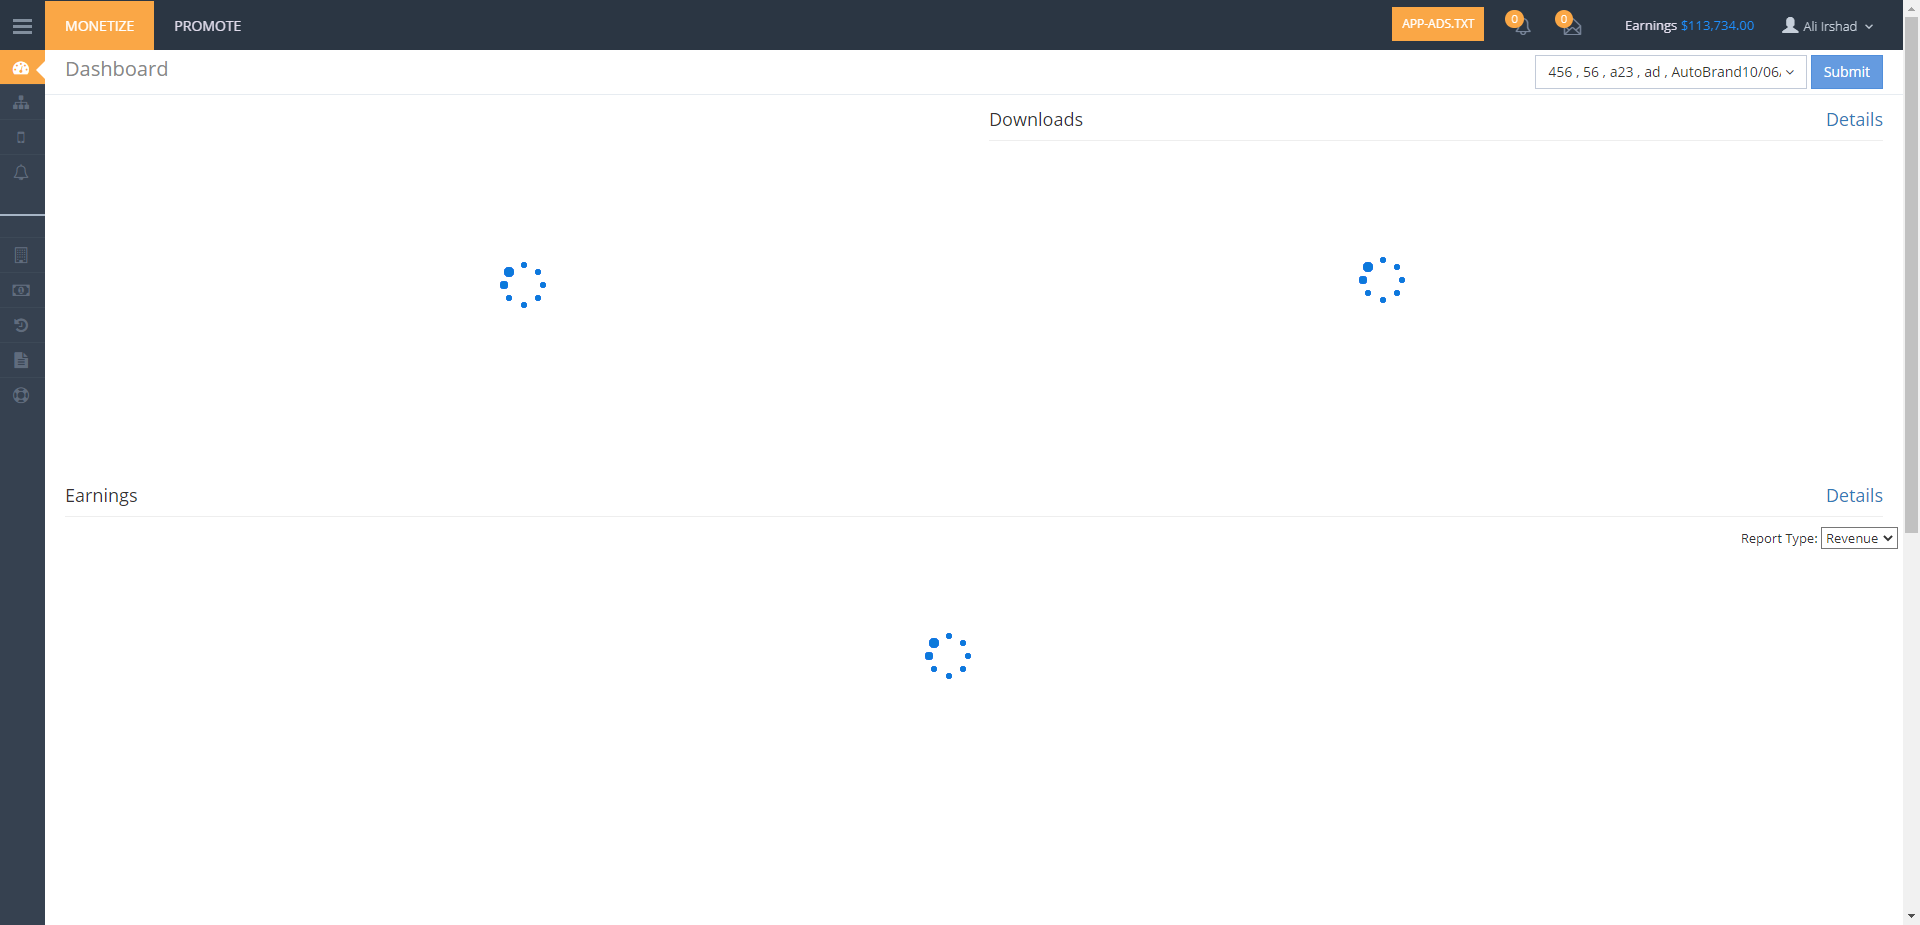 MONETIZE PROMOTE APP-ADS.TXT 0 0 Earnings $113,734.00 Ali Irshad
Dashboard 456 , 56 , a23 , ad , AutoBrand10/06/ Submit
Downloads Details
Earnings Details
Report Type: Revenue